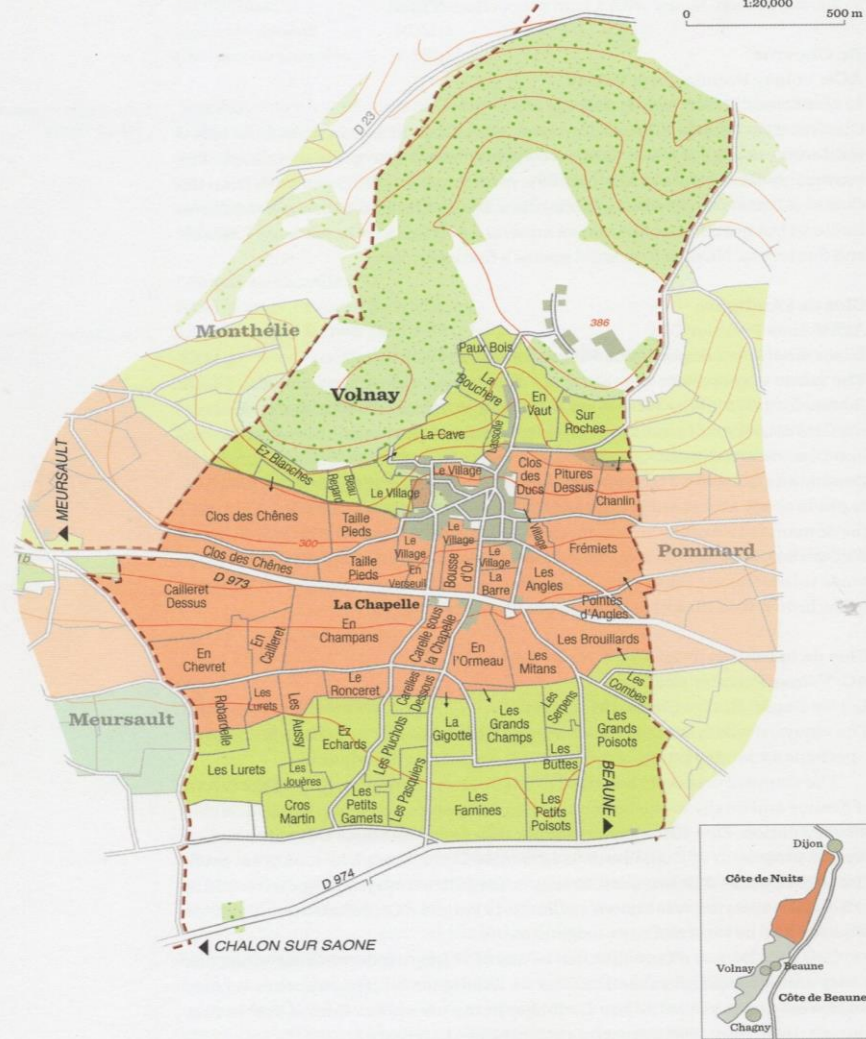 1:20,000
0 500 m
D 23
386
Monthélie
Volnay
Paux Bois
La
Bouchère
En
Vaut
Sur
Roches
La Cave
Lassolle
MEURSAULT
Ez Blanches
Beau
Regard
Le Village
Le Village
Clos
des
Ducs
Pitures
Dessus
Chanlin
Clos des Chênes
Taille
Pieds
300
Le
Village
Le
Village
Village
Frémiets
Pommard
Clos des Chênes
Taille
Pieds
En
Verseuil
Bousse
d'Or
Le
Village
La
Barre
Les
Angles
D 973
Cailleret
Dessus
La Chapelle
Pointes
d'Angles
En
Champans
Carelle sous
la Chapelle
En
l'Ormeau
Les
Mitans
Les Brouillards
En
Chevret
En
Cailleret
Le
Ronceret
Carelles
Dessous
Les
Combes
Meursault
Robardelle
Les
Lurets
Les
Aussy
Ez
Echards
Les Pluchots
La
Gigotte
Les
Grands
Champs
Les
Serpens
Les
Grands
Poisots
Les Lurets
Les
Jouères
Les
Buttes
Cros
Martin
Les
Petits
Gamets
Les Pasquiers
Les
Famines
Les
Petits
Poisots
BEAUNE
D 974
CHALON SUR SAONE
Dijon
Côte de Nuits
Volnay
Beaune
Côte de Beaune
Chagny